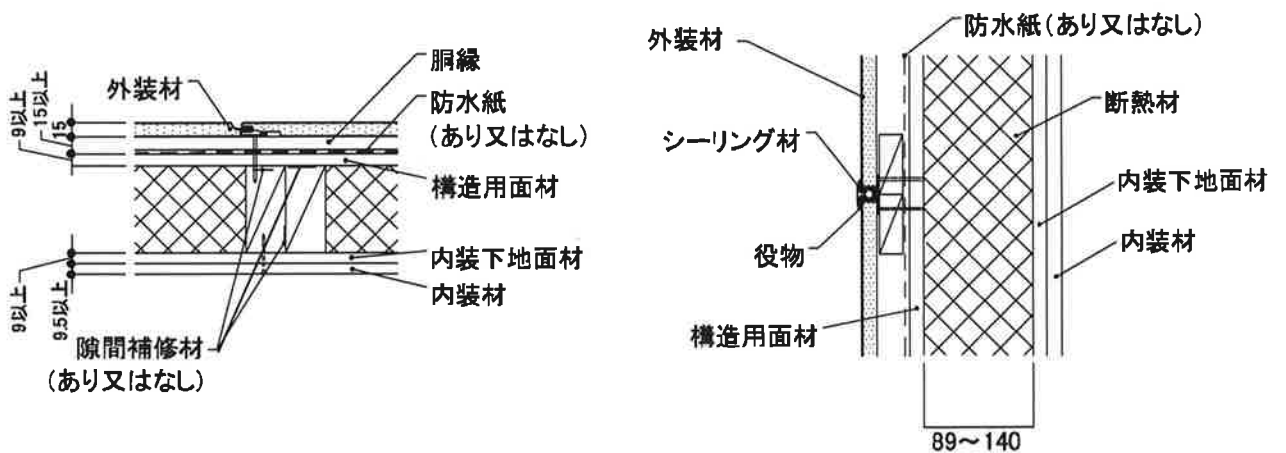 外装材
胴縁
防水紙
(あり又はなし)
構造用面材
内装下地面材
内装材
隙間補修材
(あり又はなし)
9以上
15以上
15
9以上
9.5以上
防水紙(あり又はなし)
外装材
断熱材
シーリング材
内装下地面材
役物
内装材
構造用面材
89~140